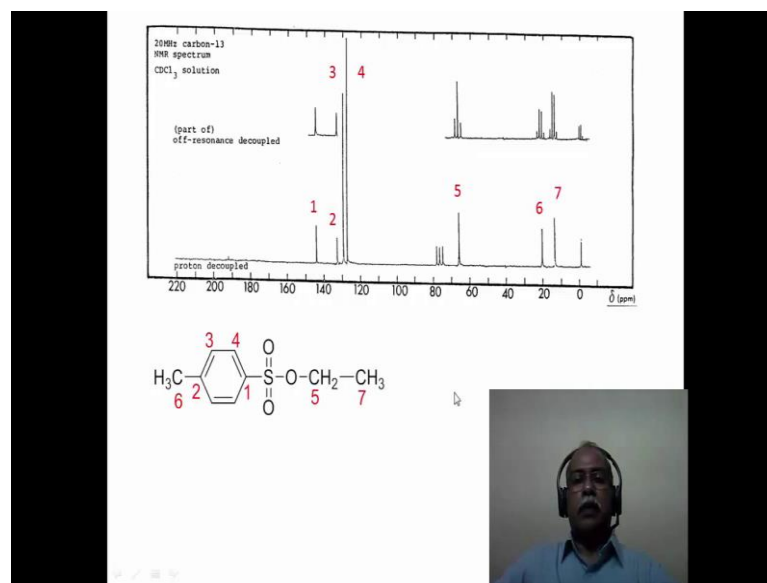 20MHz carbon-13
NMR spectrum
CDCl3 solution
3 4
(part of)
off-resonance decoupled
1 2 5 6 7
proton decoupled
220 200 180 160 140 120 100 80 60 40 20 0 δ (ppm)
3 4 O
H3C S O CH2 CH3
6 2 1 O 5 7